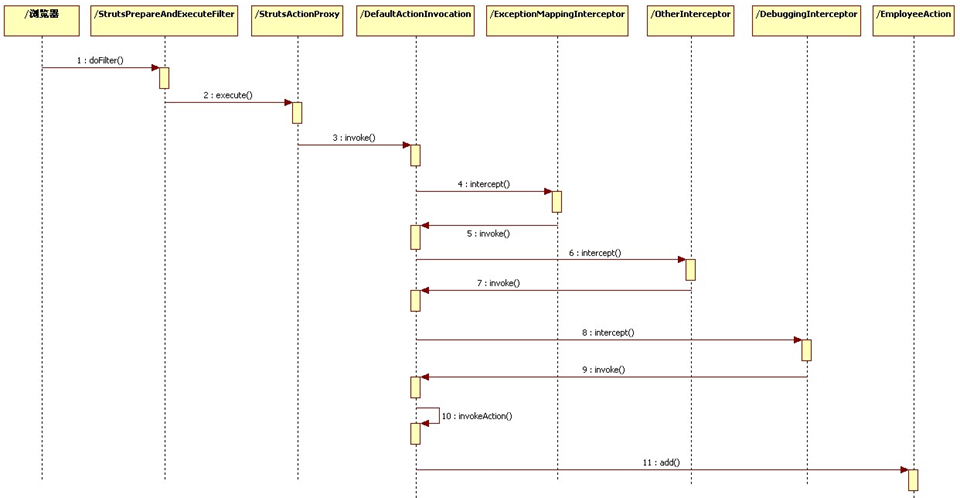 /浏览器
/StrutsPrepareAndExecuteFilter
/StrutsActionProxy
/DefaultActionInvocation
/ExceptionMappingInterceptor
/OtherInterceptor
/DebuggingInterceptor
/EmployeeAction
1 : doFilter()
2 : execute()
3 : invoke()
4 : intercept()
5 : invoke()
6 : intercept()
7 : invoke()
8 : intercept()
9 : invoke()
10 : invokeAction()
11 : add()